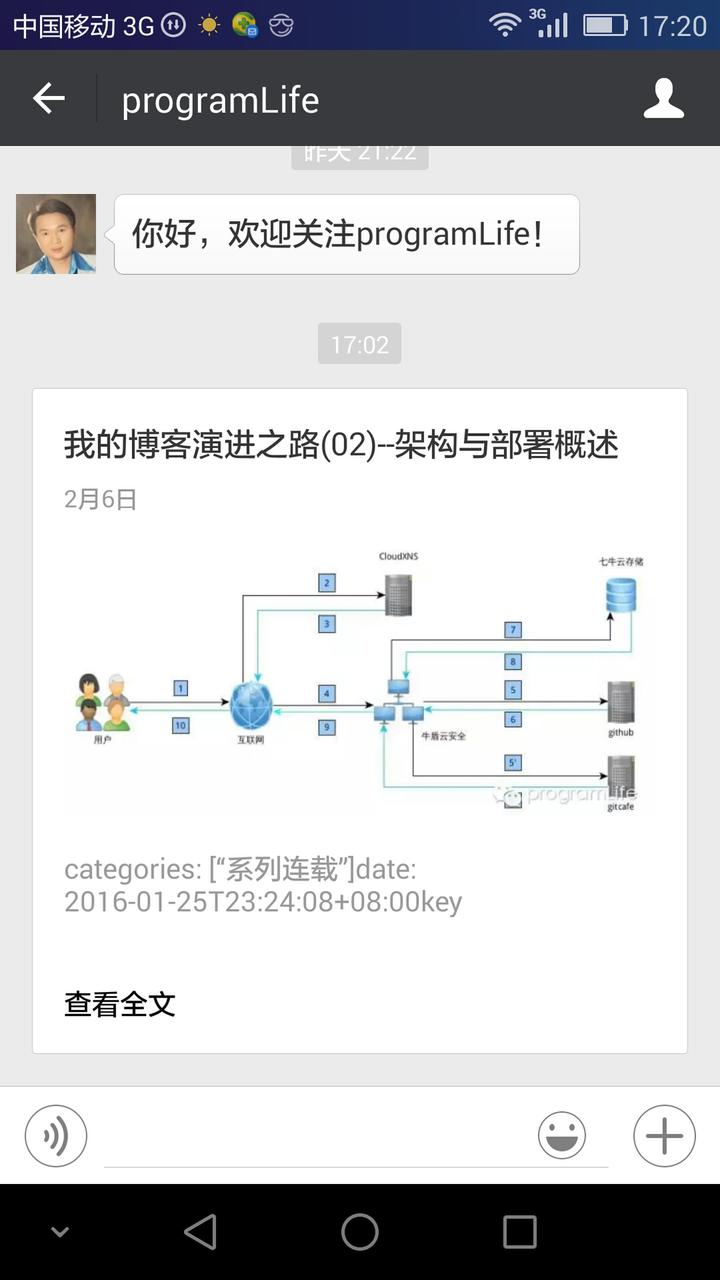 中国移动 3G 3G 17:20
programLife
昨天 21:22
你好，欢迎关注programLife！
17:02
我的博客演进之路(02)--架构与部署概述
2月6日
CloudXNS
七牛云存储
2
3
7
8
1
4
5
10
9
6
用户
互联网
牛盾云安全
github
5'
programlife
gitcafe
categories: [“系列连载”]date:
2016-01-25T23:24:08+08:00key
查看全文